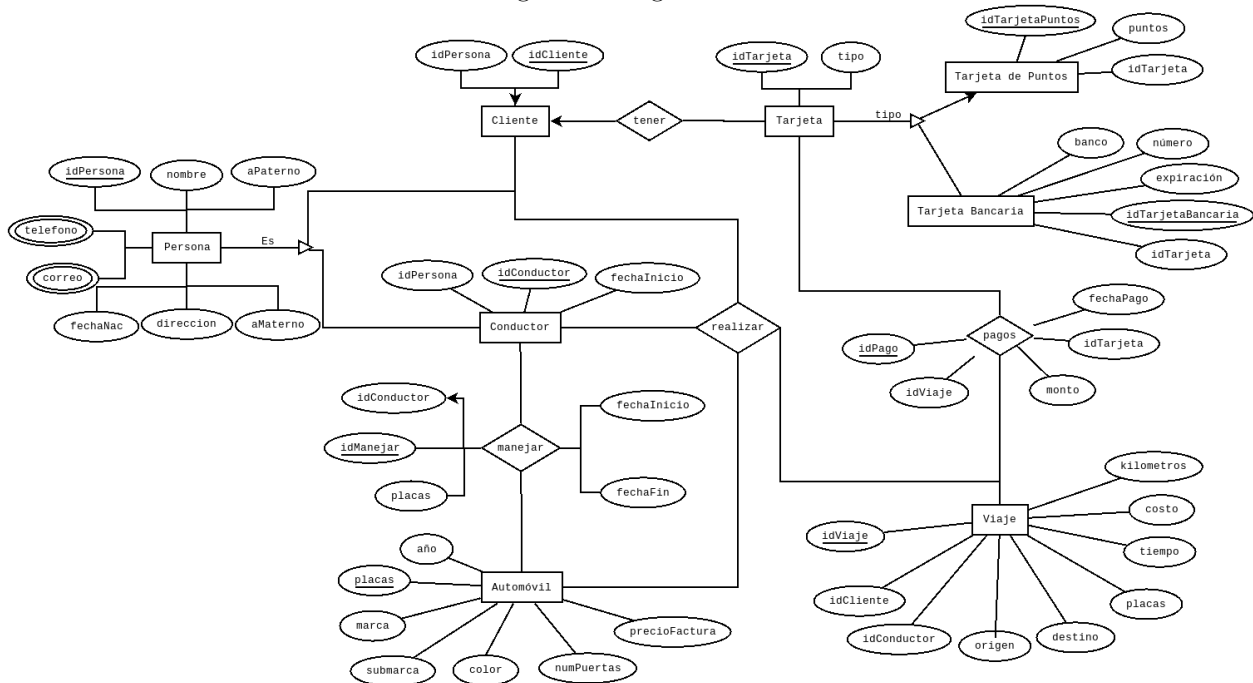 idTarjetaPuntos
puntos
idPersona
idCliente
idTarjeta
tipo
Tarjeta de Puntos
idTarjeta
Cliente
tener
Tarjeta
tipo
banco
número
expiración
idPersona
nombre
aPaterno
Tarjeta Bancaria
idTarjetaBancaria
telefono
Persona
Es
idTarjeta
correo
idPersona
idConductor
fechaInicio
fechaNac
direccion
aMaterno
Conductor
realizar
fechaPago
pagos
idPago
idTarjeta
idViaje
monto
idConductor
fechaInicio
idManejar
manejar
placas
fechaFin
kilometros
costo
Viaje
idViaje
tiempo
año
placas
Automóvil
idCliente
placas
marca
precioFactura
idConductor
origen
destino
submarca
color
numPuertas